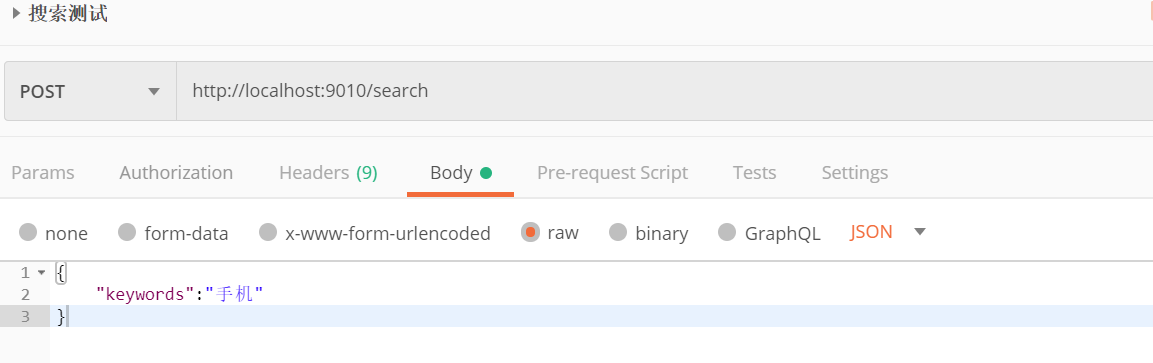 搜索测试
POST http://localhost:9010/search
Params Authorization Headers (9) Body Pre-request Script Tests Settings
none form-data x-www-form-urlencoded raw binary GraphQL JSON
1 {
2 "keywords":"手机"
3 }